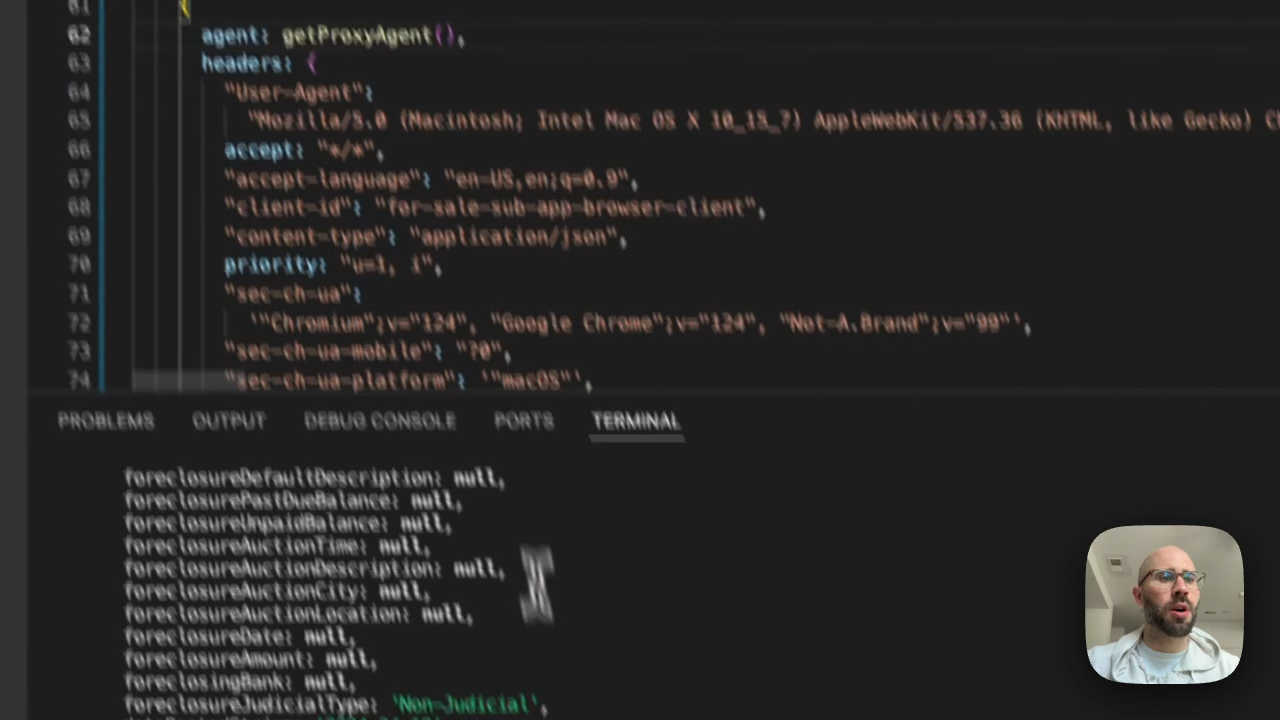 61 {
62 agent: getProxyAgent(),
63 headers: {
64 "User-Agent":
65 "Mozilla/5.0 (Macintosh; Intel Mac OS X 10_15_7) AppleWebKit/537.36 (KHTML, like Gecko)
66 accept: "*/*",
67 "accept-language": "en-US,en;q=0.9",
68 "client-id": "for-sale-sub-app-browser-client",
69 "content-type": "application/json",
70 priority: "u=1, i",
71 "sec-ch-ua":
72 '"Chromium";v="124", "Google Chrome";v="124", "Not-A.Brand";v="99"',
73 "sec-ch-ua-mobile": "?0",
74 "sec-ch-ua-platform": '"macOS"',
PROBLEMS OUTPUT DEBUG CONSOLE PORTS TERMINAL
foreclosureDefaultDescription: null,
foreclosurePastDueBalance: null,
foreclosureUnpaidBalance: null,
foreclosureAuctionTime: null,
foreclosureAuctionDescription: null,
foreclosureAuctionCity: null,
foreclosureAuctionLocation: null,
foreclosureDate: null,
foreclosureAmount: null,
foreclosingBank: null,
foreclosureJudicialType: 'Non-Judicial',